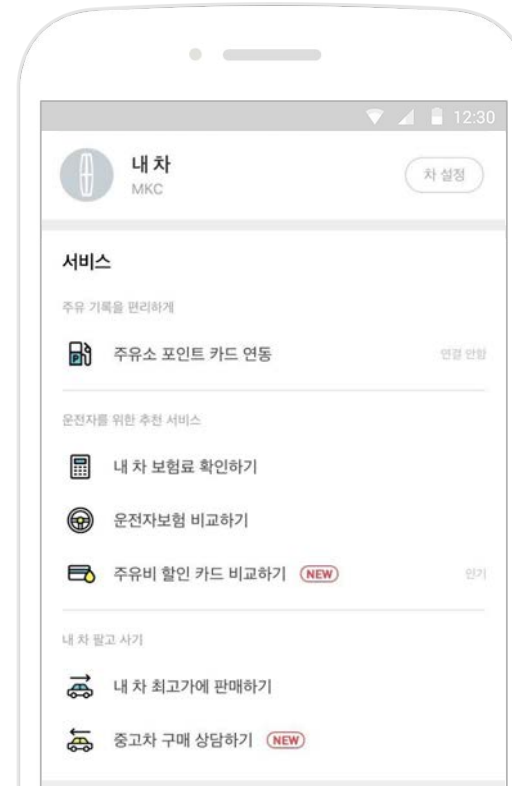 12:30
내 차
MKC
차 설정
서비스
주유 기록을 편리하게
주유소 포인트 카드 연동
연결 안함
운전자를 위한 추천 서비스
내 차 보험료 확인하기
운전자보험 비교하기
주유비 할인 카드 비교하기 NEW
인기
내 차 팔고 사기
내 차 최고가에 판매하기
중고차 구매 상담하기 NEW